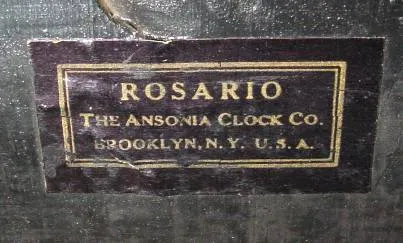 ROSARIO
THE ANSONIA CLOCK CO.
BROOKLYN, N.Y. U.S.A.